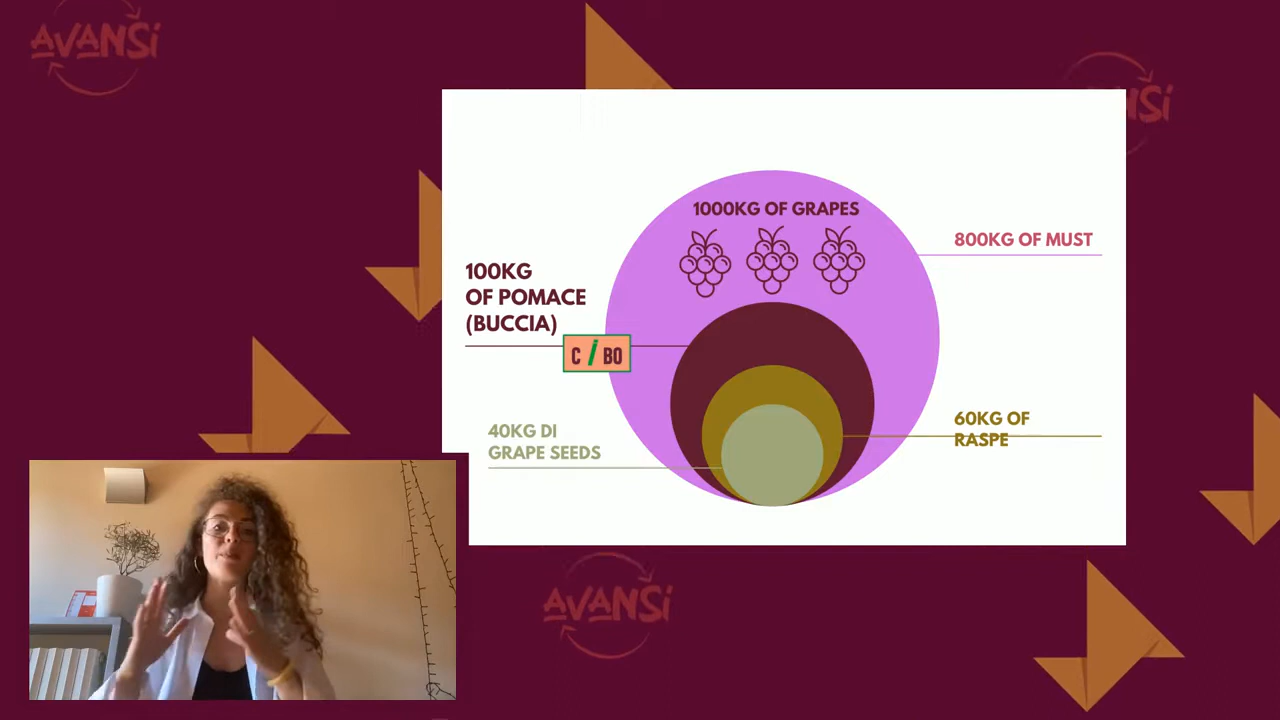 AVANSi
NSi
1000KG OF GRAPES
800KG OF MUST
100KG
OF POMACE
(BUCCIA)
C i BO
60KG OF
RASPE
40KG DI
GRAPE SEEDS
AVANSi